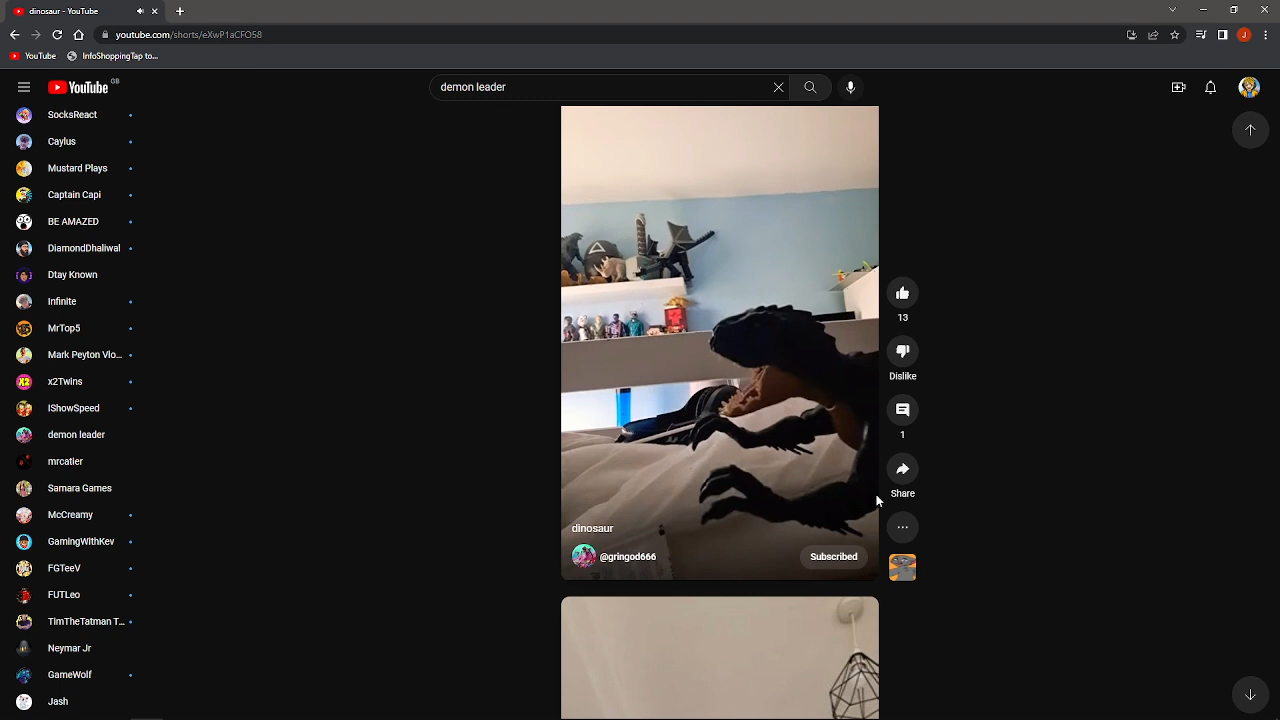 dinosaur - YouTube
youtube.com/shorts/eXwP1aCFO58
J
YouTube
InfoShoppingTap to...
YouTube GB
demon leader
SocksReact
Caylus
Mustard Plays
Captain Capi
BE AMAZED
DiamondDhaliwal
Dtay Known
Infinite
MrTop5
Mark Peyton Vlo...
x2Twins
IShowSpeed
demon leader
mrcatier
Samara Games
McCreamy
GamingWithKev
FGTeeV
FUTLeo
TimTheTatman T...
Neymar Jr
GameWolf
Jash
13
Dislike
1
Share
dinosaur
@gringod666
Subscribed